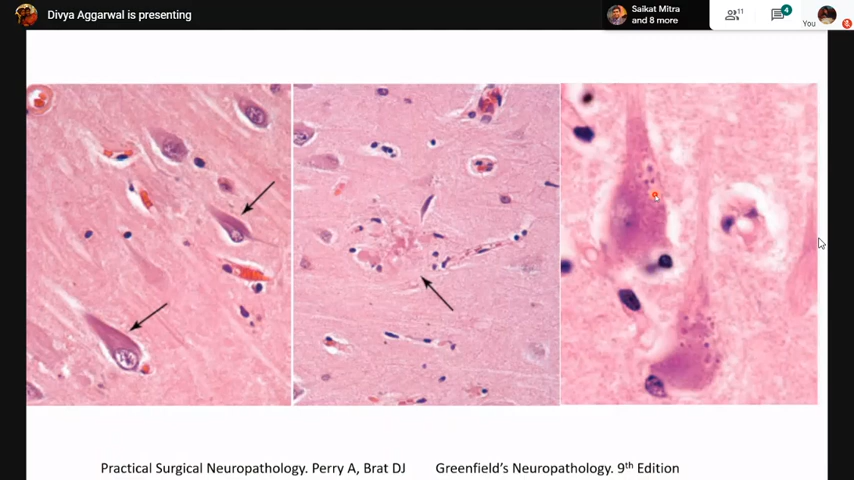 Divya Aggarwal is presenting
Saikat Mitra
and 8 more
11
4
You
Practical Surgical Neuropathology. Perry A, Brat DJ
Greenfield's Neuropathology. 9th Edition